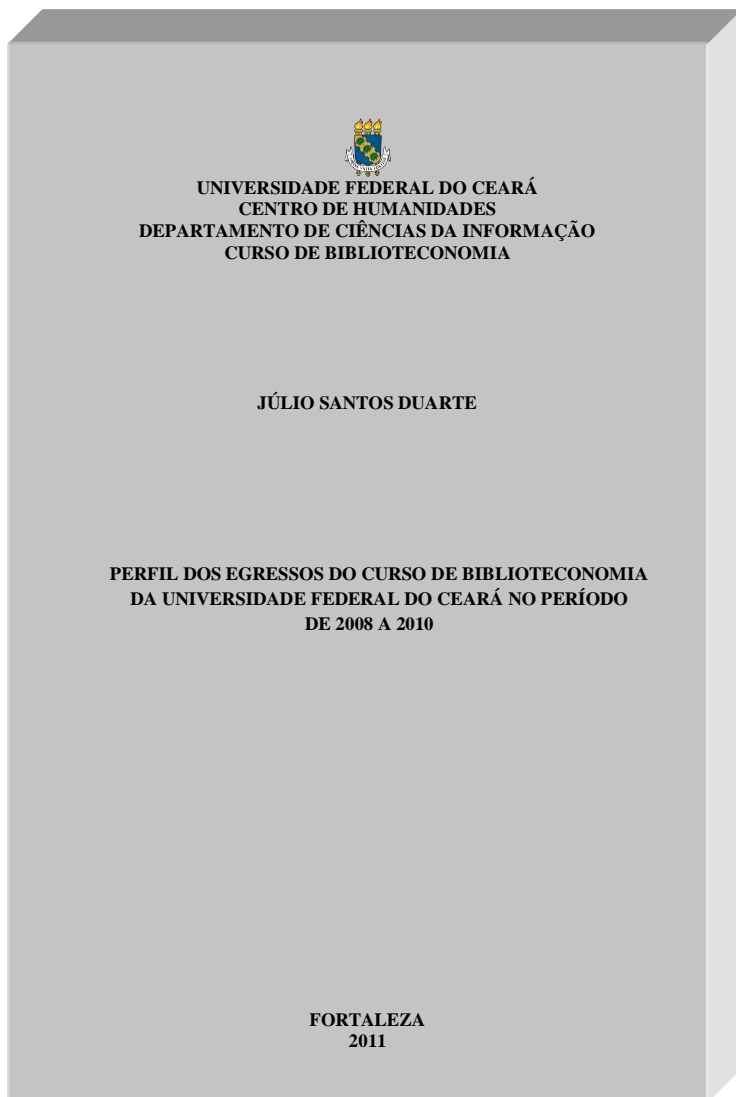 UNIVERSIDADE FEDERAL DO CEARÁ
CENTRO DE HUMANIDADES
DEPARTAMENTO DE CIÊNCIAS DA INFORMAÇÃO
CURSO DE BIBLIOTECONOMIA
JÚLIO SANTOS DUARTE
PERFIL DOS EGRESSOS DO CURSO DE BIBLIOTECONOMIA
DA UNIVERSIDADE FEDERAL DO CEARÁ NO PERÍODO
DE 2008 A 2010
FORTALEZA
2011